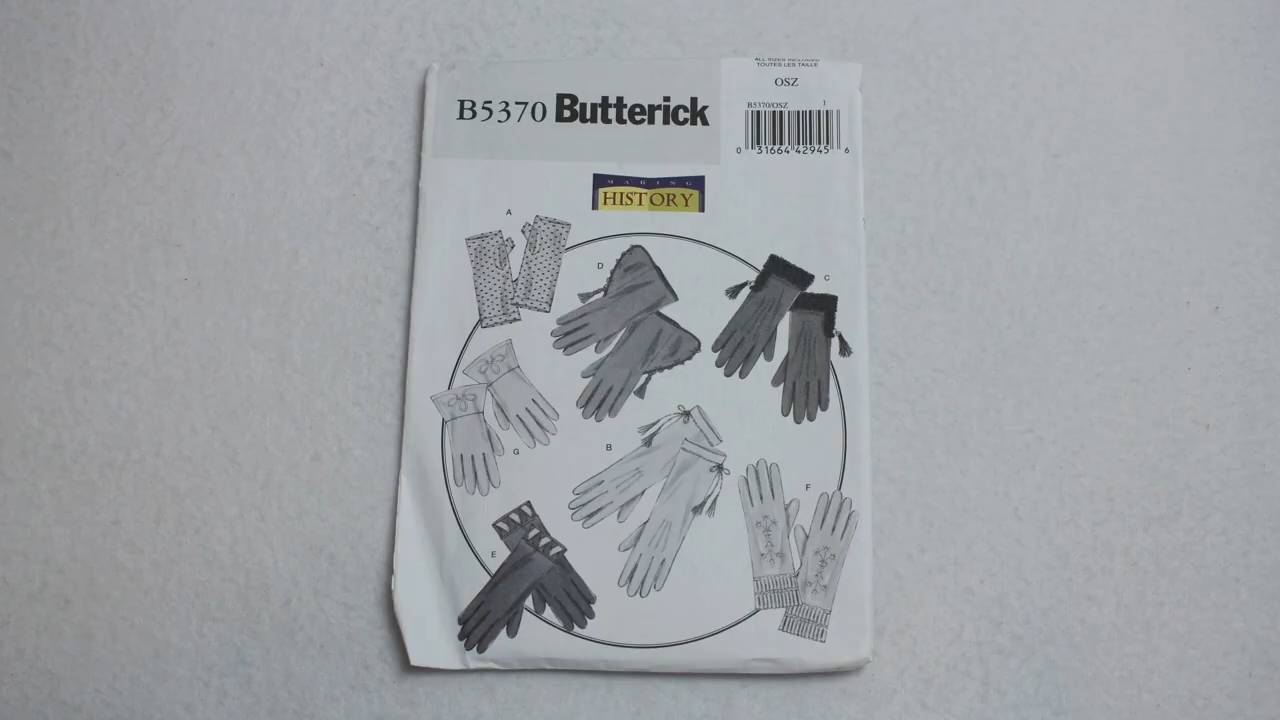 ALL SIZES INCLUDED
TOUTES LES TAILLE
OSZ
B5370 Butterick
B5370/OSZ 1
0 31664 42945 6
MAKING
HISTORY
A
D
C
G
B
F
E